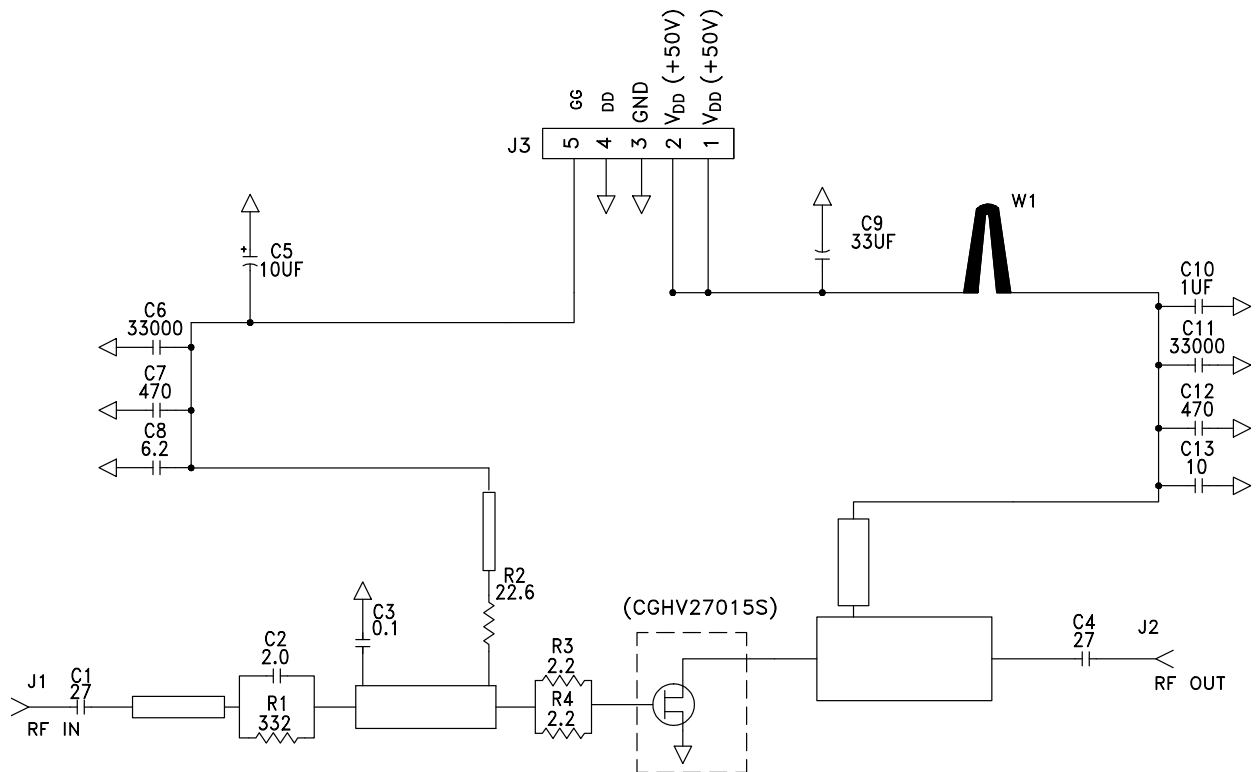 GG
DD
GND
VDD (+50V)
VDD (+50V)
J3
5
4
3
2
1
W1
C9
33UF
C5
+
10UF
C10
1UF
C6
33000
C11
33000
C7
470
C12
470
C8
6.2
C13
10
R2
22.6
(CGHV27015S)
C3
0.1
C4
27
J2
RF OUT
C2
2.0
R3
2.2
J1
C1
27
RF IN
R1
332
R4
2.2